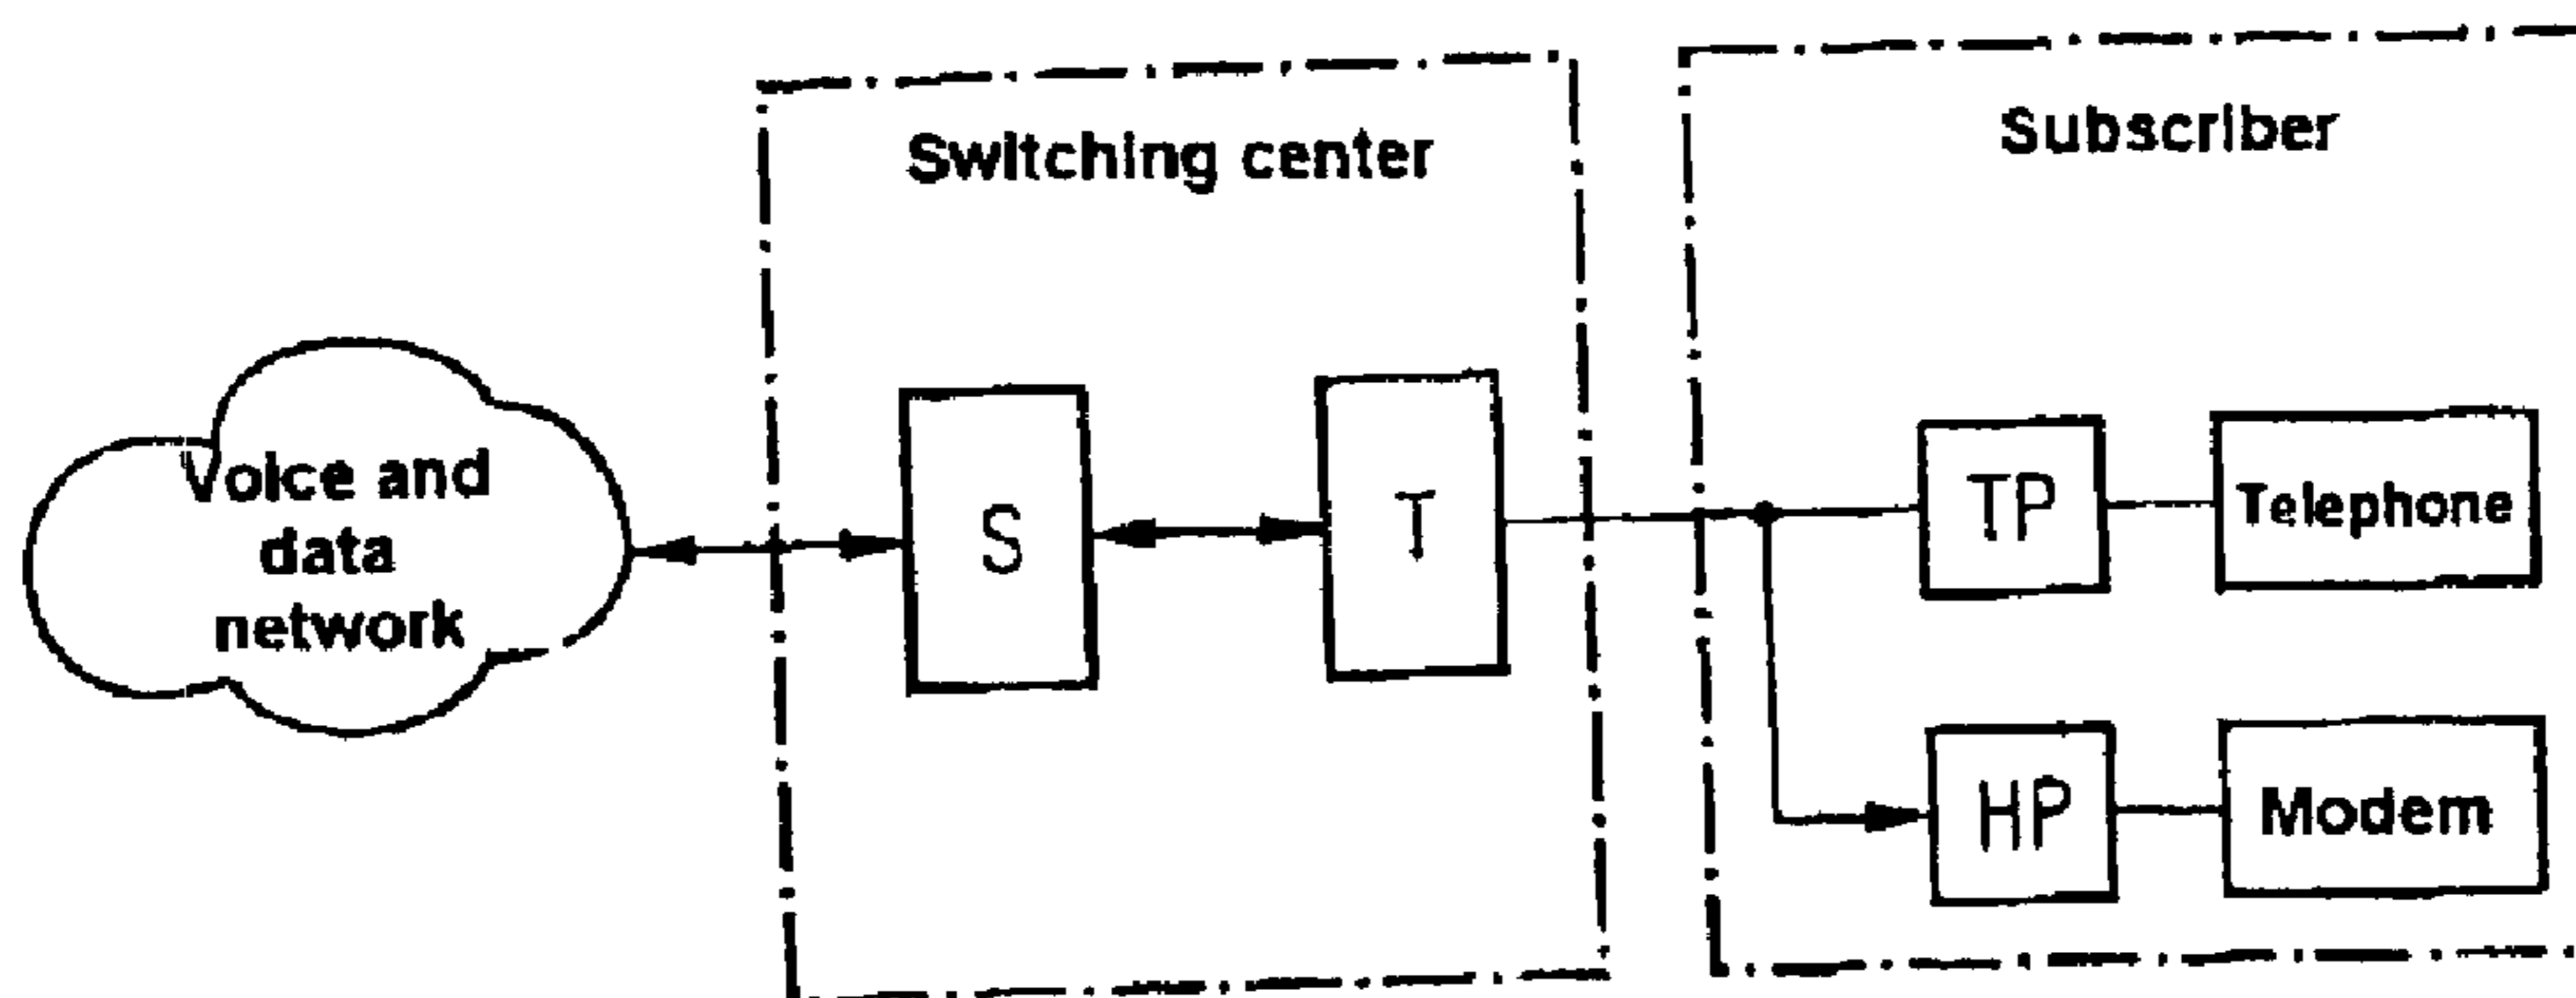 Switching center
Subscriber
Voice and
data
network
S
T
TP
Telephone
HP
Modem